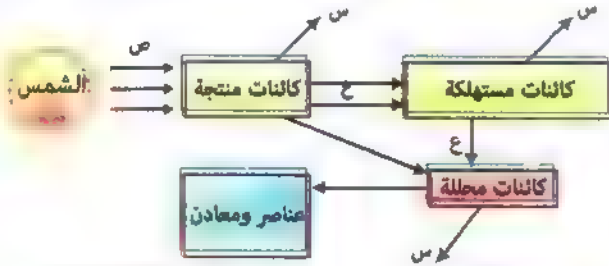 س
س
ص
الشمس
كائنات منتجة
ع
كائنات مستهلكة
ع
كائنات محللة
عناصر ومعادن
س